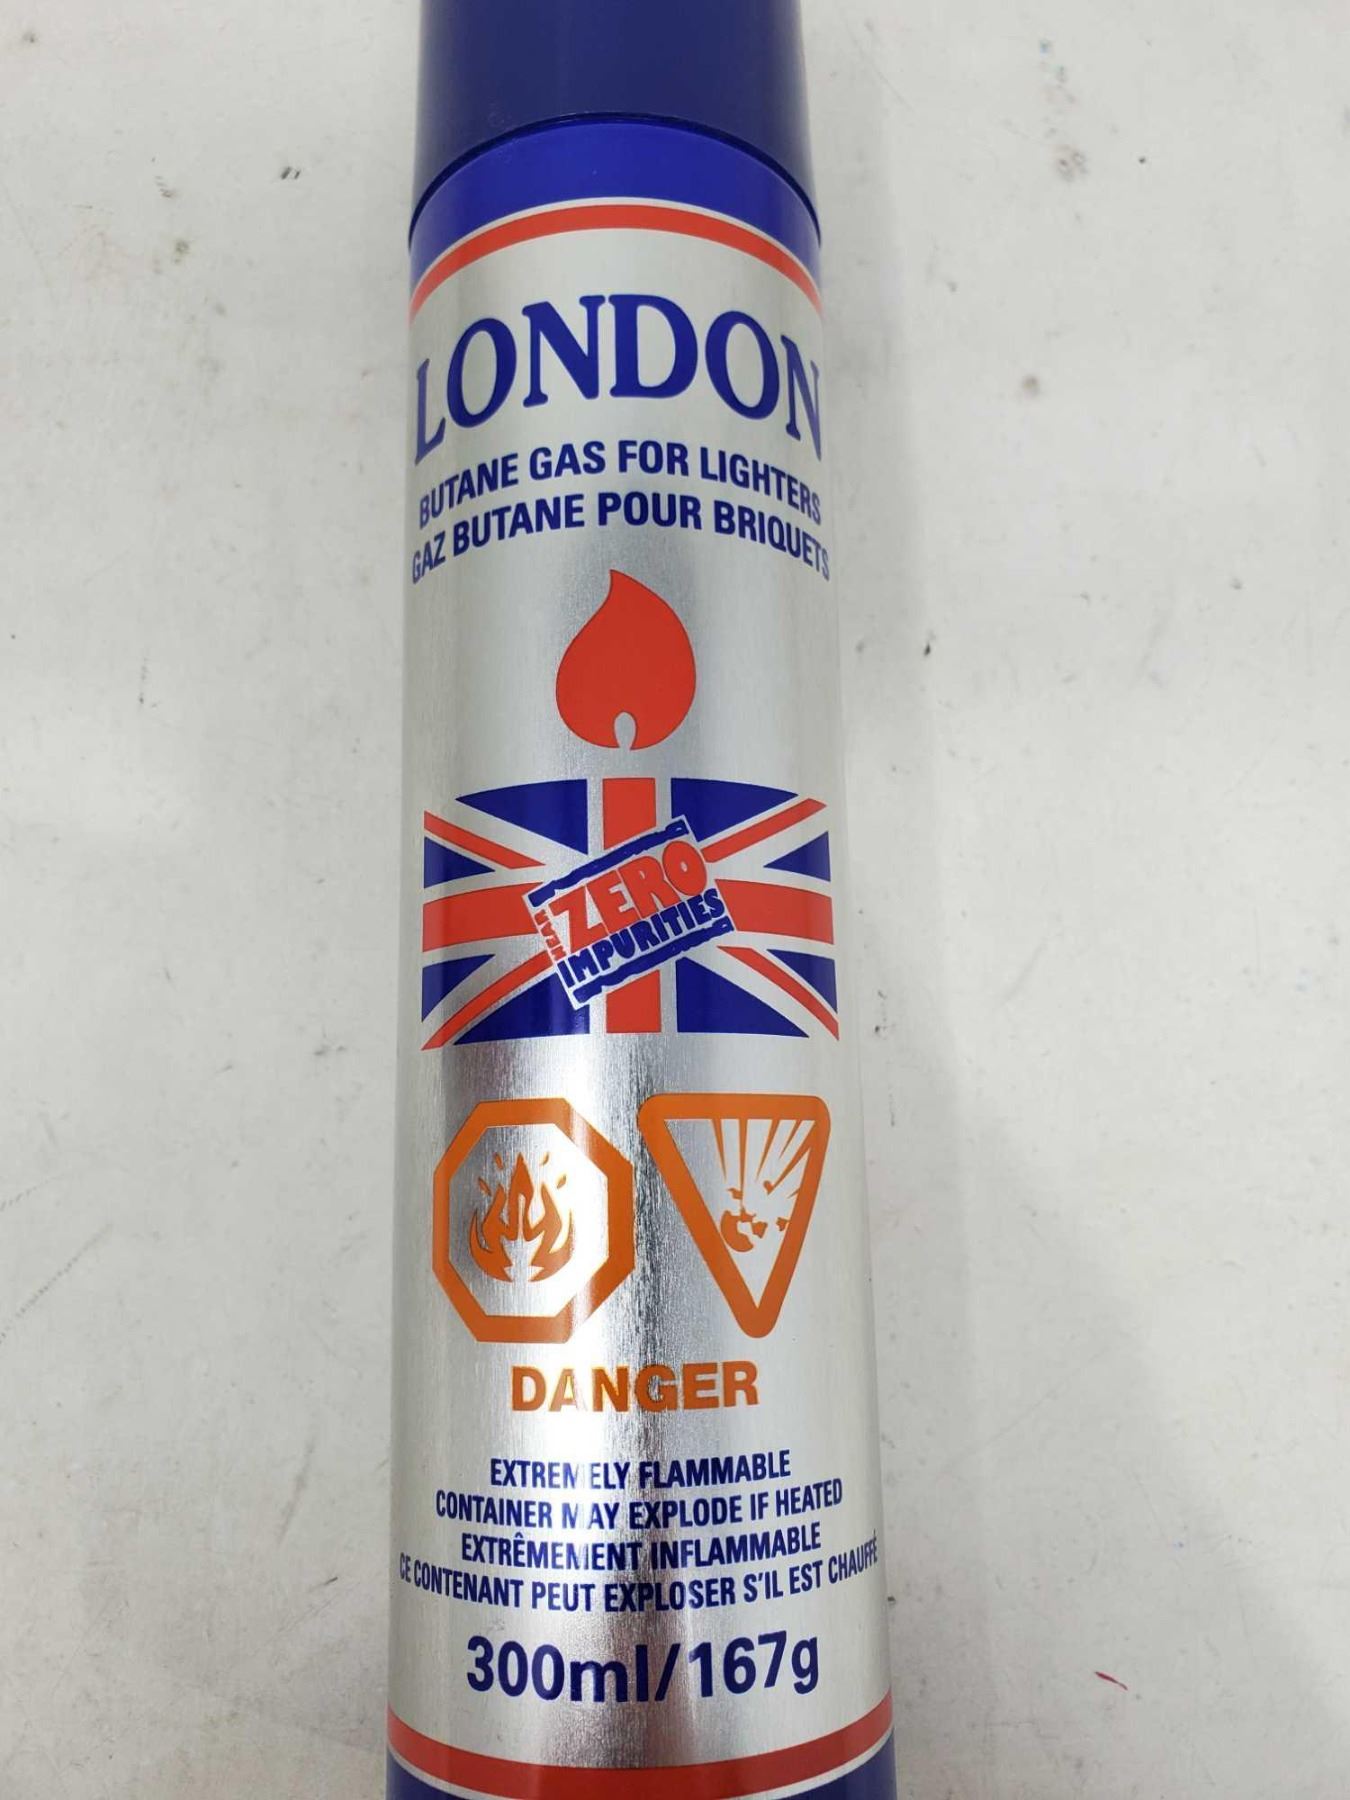 LONDON
BUTANE GAS FOR LIGHTERS
GAZ BUTANE POUR BRIQUETS
NEAR ZERO
IMPURITIES
DANGER
EXTREMELY FLAMMABLE
CONTAINER MAY EXPLODE IF HEATED
EXTRÊMEMENT INFLAMMABLE
CE CONTENANT PEUT EXPLOSER S'IL EST CHAUFFÉ
300ml/167g